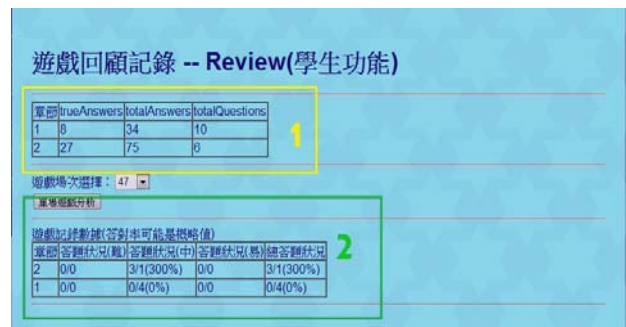 遊戲回顧記錄 -- Review(學生功能)
章節 trueAnswers totalAnswers totalQuestions
1 8 34 10
2 27 75 6
1
遊戲場次選擇： 47
單場遊戲分析
2
遊戲記錄數據(答對率可能是概略值)
章節 答題狀況(難) 答題狀況(中) 答題狀況(易) 總答題狀況
2 0/0 3/1(300%) 0/0 3/1(300%)
1 0/0 0/4(0%) 0/0 0/4(0%)